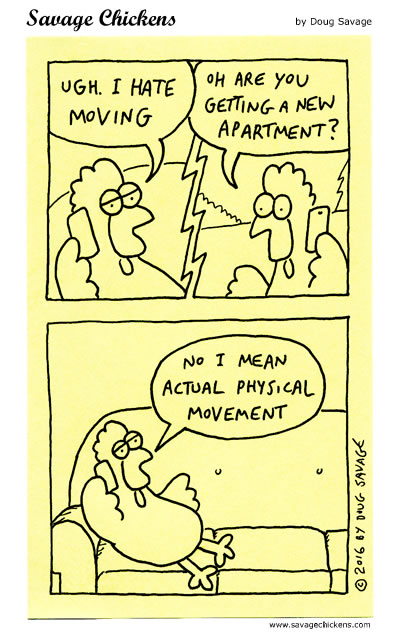 Savage Chickens
by Doug Savage
UGH. I HATE
MOVING
OH ARE YOU
GETTING A NEW
APARTMENT?
NO I MEAN
ACTUAL PHYSICAL
MOVEMENT
© 2016 BY DOUG SAVAGE
www.savagechickens.com